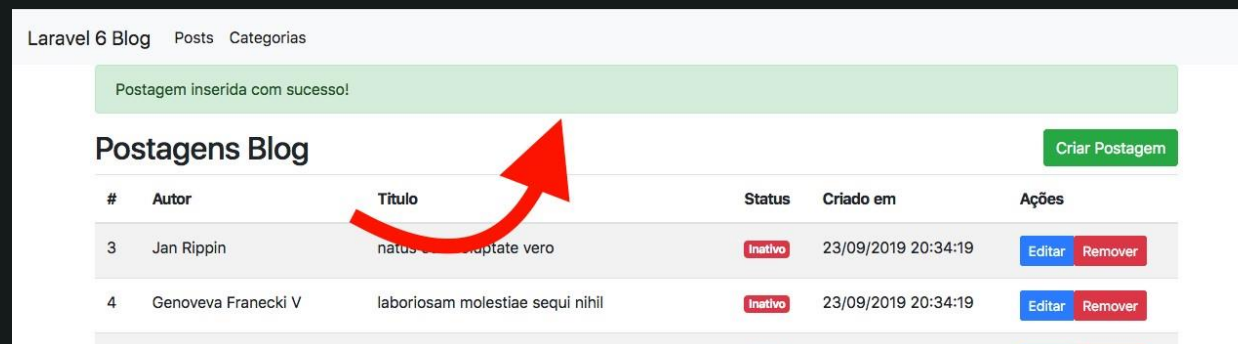 Laravel 6 Blog Posts Categorias
Postagem inserida com sucesso!
Postagens Blog Criar Postagem
# Autor Titulo Status Criado em Ações
3 Jan Rippin natus vero Inativo 23/09/2019 20:34:19 Editar Remover
4 Genoveva Franecki V laboriosam molestiae sequi nihil Inativo 23/09/2019 20:34:19 Editar Remover